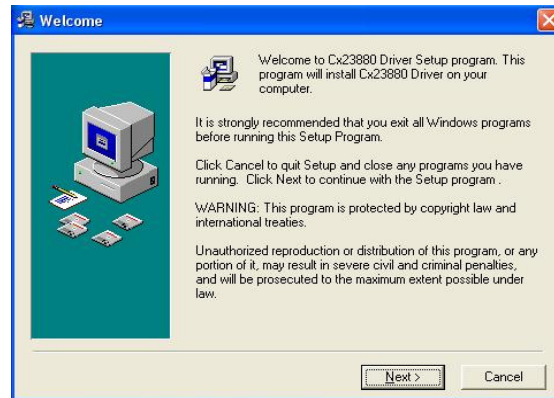 Welcome
Welcome to Cx23880 Driver Setup program. This
program will install Cx23880 Driver on your
computer.
It is strongly recommended that you exit all Windows programs
before running this Setup Program.
Click Cancel to quit Setup and close any programs you have
running. Click Next to continue with the Setup program .
WARNING: This program is protected by copyright law and
international treaties.
Unauthorized reproduction or distribution of this program, or any
portion of it, may result in severe civil and criminal penalties,
and will be prosecuted to the maximum extent possible under
law.
Next >
Cancel